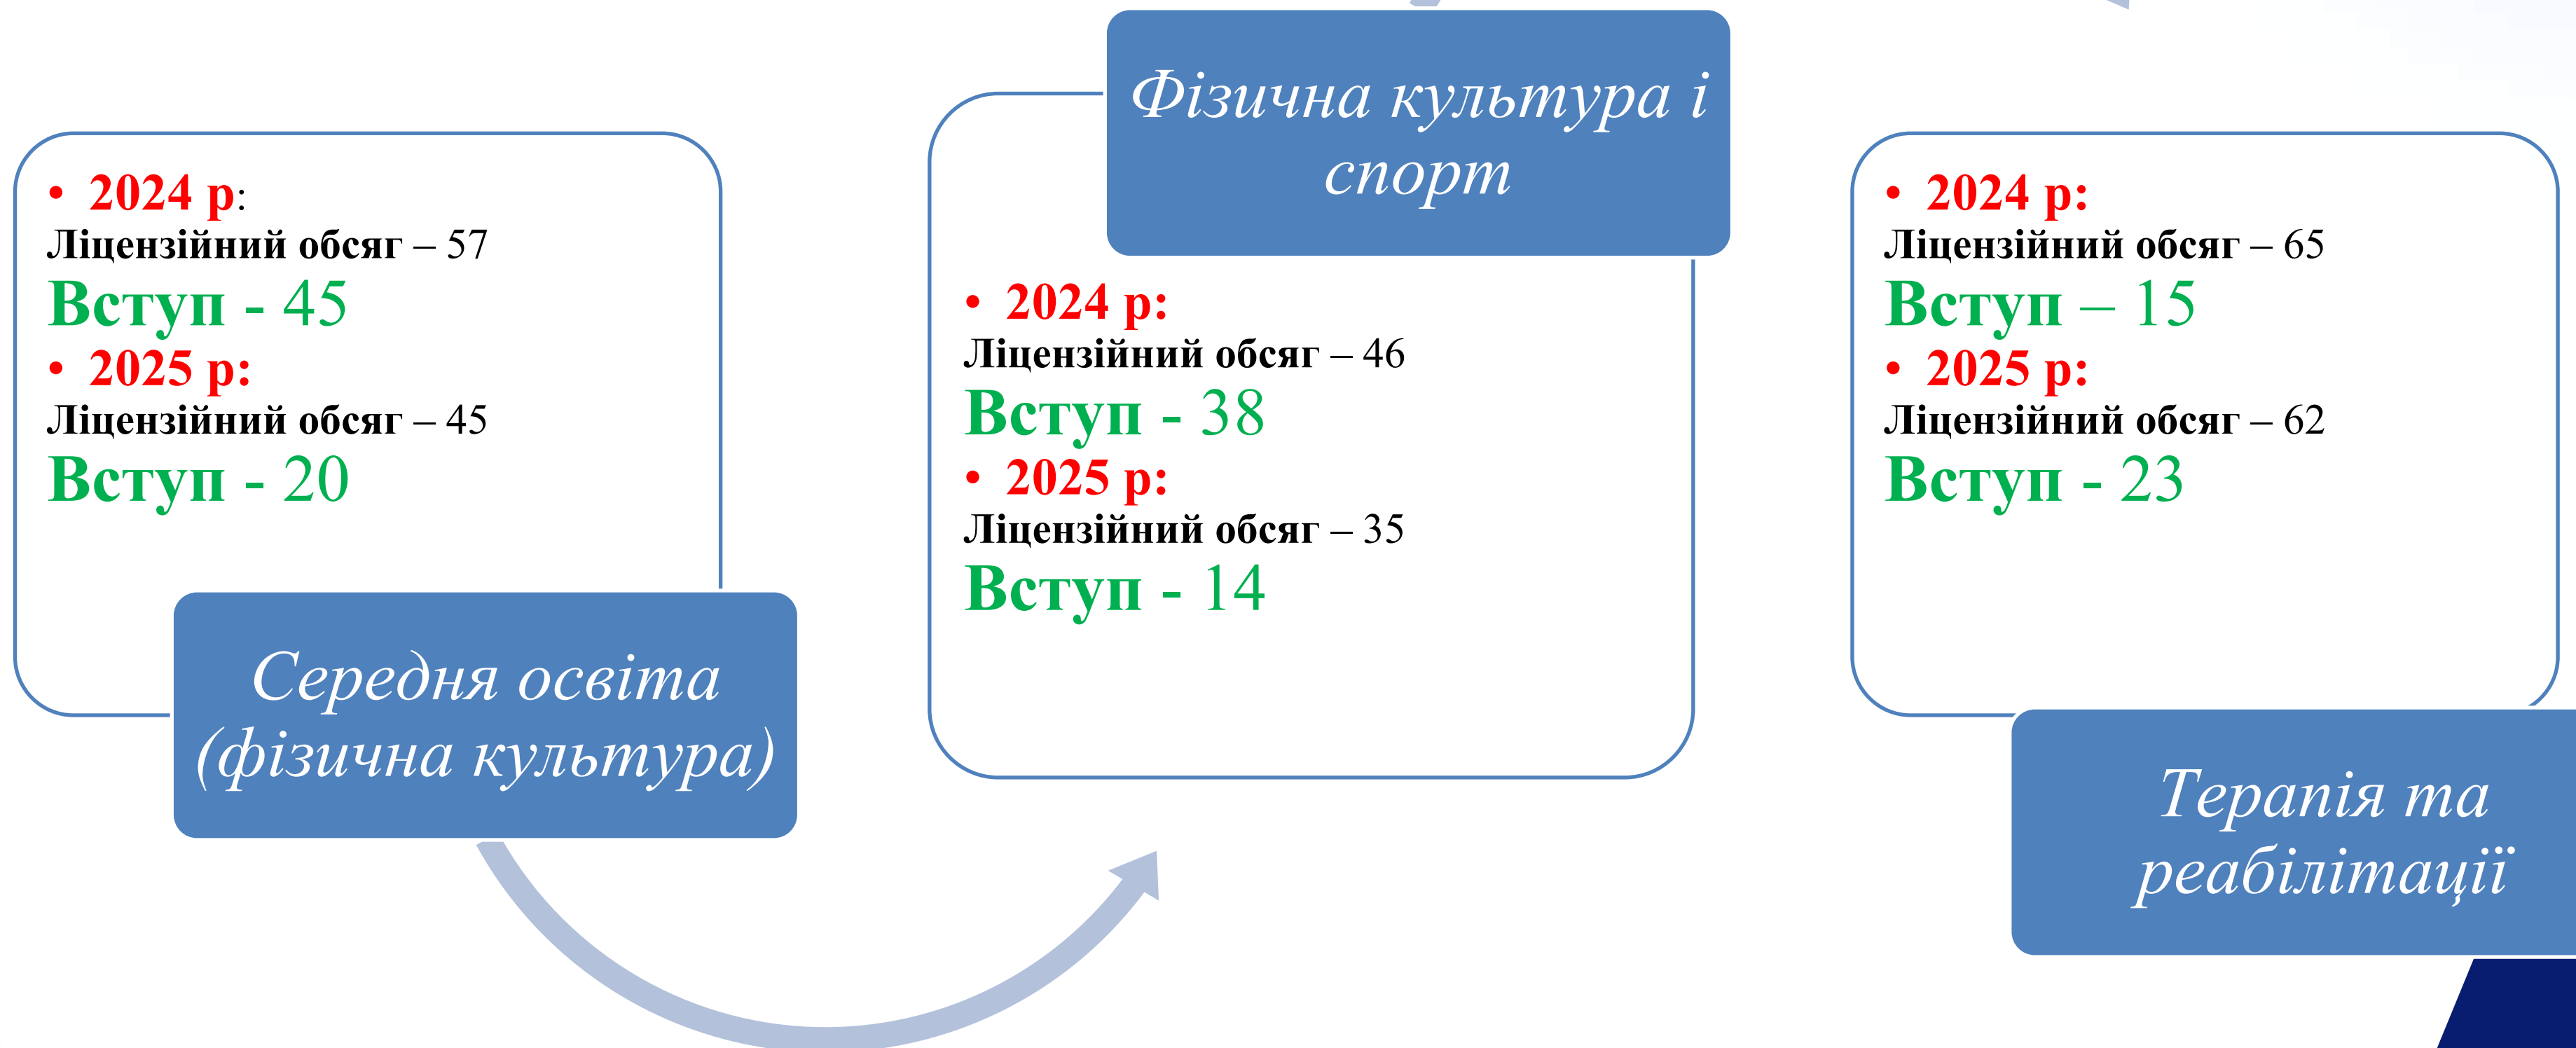 • 2024 р:
Ліцензійний обсяг – 57
Вступ - 45
• 2025 р:
Ліцензійний обсяг – 45
Вступ - 20
Середня освіта
(фізична культура)
Фізична культура і
спорт
• 2024 р:
Ліцензійний обсяг – 46
Вступ - 38
• 2025 р:
Ліцензійний обсяг – 35
Вступ - 14
• 2024 р:
Ліцензійний обсяг – 65
Вступ – 15
• 2025 р:
Ліцензійний обсяг – 62
Вступ - 23
Терапія та
реабілітації